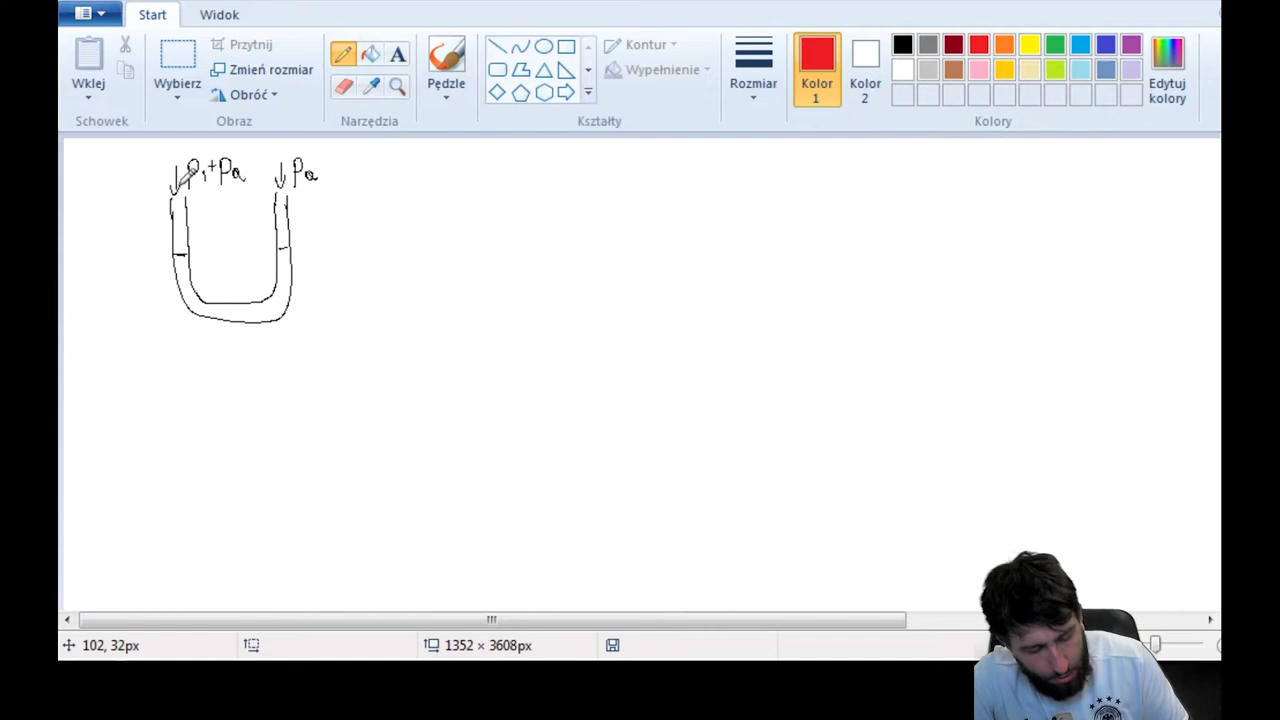 Start Widok
Wklej
Schowek
Wybierz
Przytnij
Zmień rozmiar
Obróć
Obraz
A
Narzędzia
Pędzle
Kontur
Wypełnienie
Kształty
Rozmiar
Kolor 1
Kolor 2
Edytuj kolory
Kolory
p₁+pa pa
102, 32px 1352 × 3608px